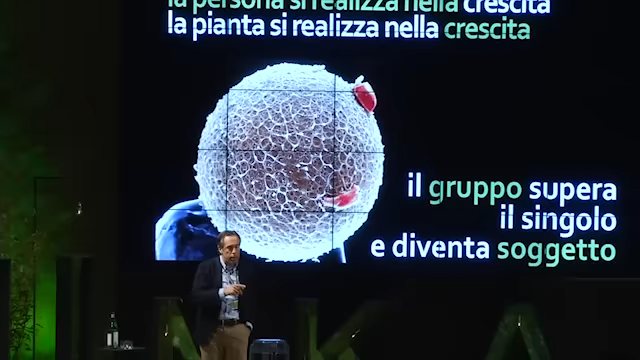 la persona si realizza nella crescita
la pianta si realizza nella crescita
il gruppo supera
il singolo
e diventa soggetto